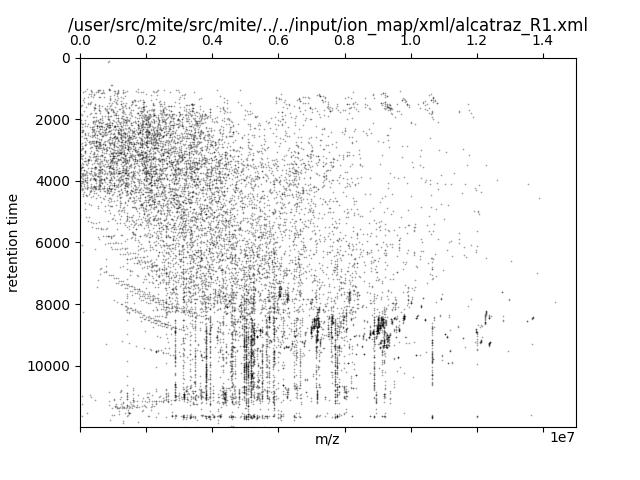 /user/src/mite/src/mite/../../input/ion_map/xml/alcatraz_R1.xml
0.0 0.2 0.4 0.6 0.8 1.0 1.2 1.4
0
2000
4000
6000
8000
10000
retention time
m/z
1e7